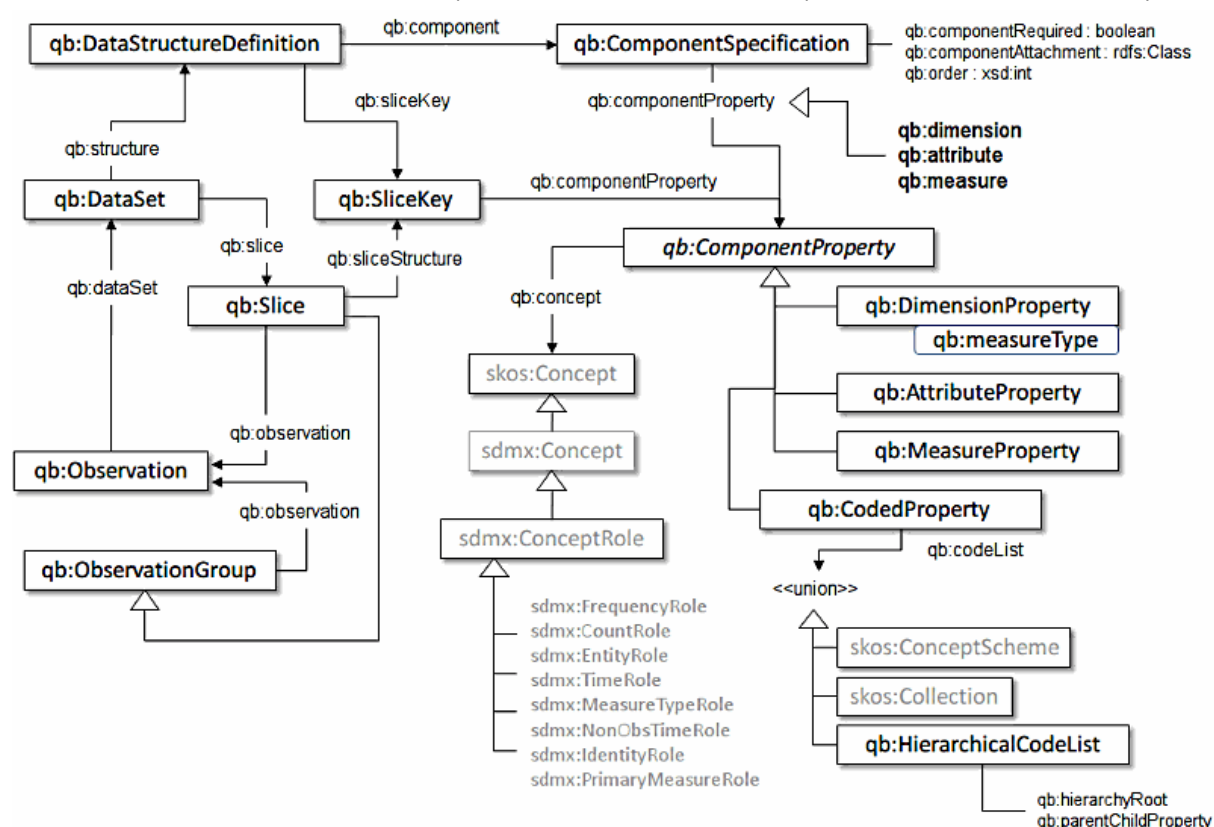 qb:DataStructureDefinition
qb:component
qb:ComponentSpecification
qb:componentRequired : boolean
qb:componentAttachment : rdfs:Class
qb:order : xsd:int
qb:sliceKey
qb:componentProperty
qb:dimension
qb:attribute
qb:measure
qb:structure
qb:DataSet
qb:SliceKey
qb:componentProperty
qb:slice
qb:sliceStructure
qb:ComponentProperty
qb:dataSet
qb:Slice
qb:concept
qb:DimensionProperty
qb:measureType
skos:Concept
qb:AttributeProperty
qb:observation
sdmx:Concept
qb:MeasureProperty
qb:Observation
qb:observation
qb:CodedProperty
sdmx:ConceptRole
qb:codeList
qb:ObservationGroup
<<union>>
sdmx:FrequencyRole
sdmx:CountRole
sdmx:EntityRole
sdmx:TimeRole
sdmx:MeasureTypeRole
sdmx:NonObsTimeRole
sdmx:IdentityRole
sdmx:PrimaryMeasureRole
skos:ConceptScheme
skos:Collection
qb:HierarchicalCodeList
qb:hierarchyRoot
qb:parentChildProperty